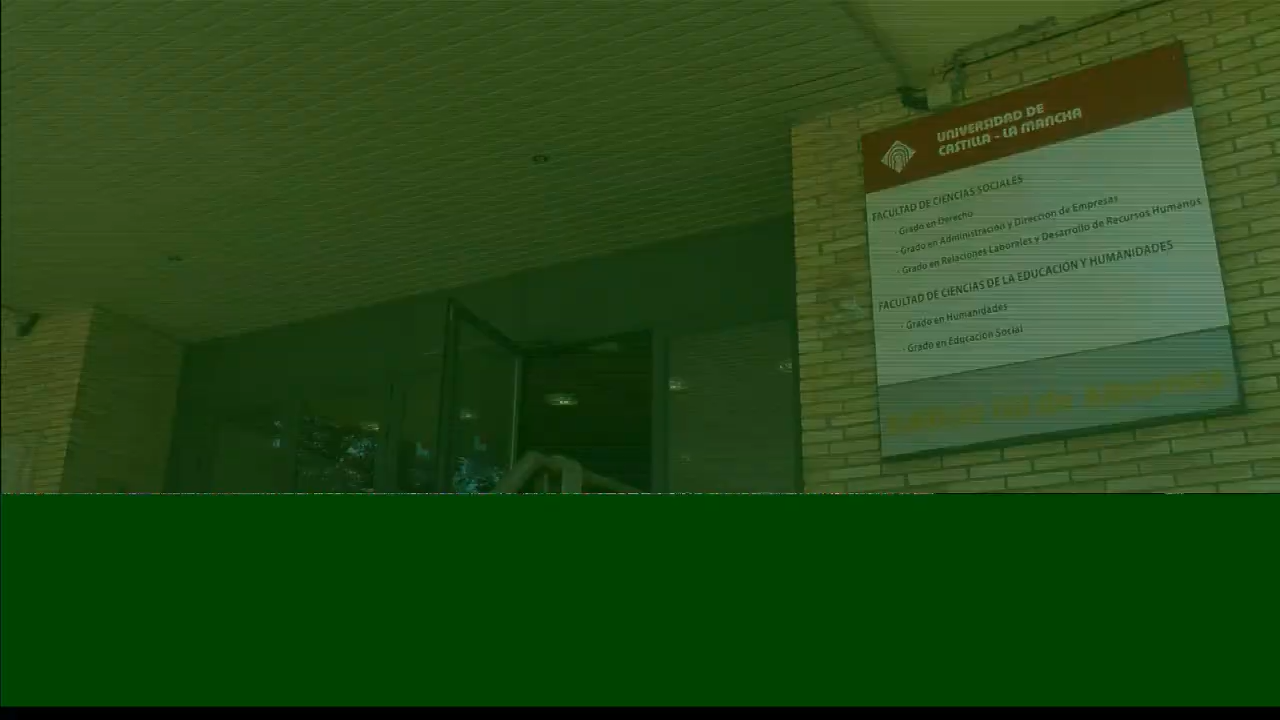 UNIVERSIDAD DE
CASTILLA - LA MANCHA
FACULTAD DE CIENCIAS SOCIALES
- Grado en Derecho
- Grado en Administración y Dirección de Empresas
- Grado en Relaciones Laborales y Desarrollo de Recursos Humanos
FACULTAD DE CIENCIAS DE LA EDUCACIÓN Y HUMANIDADES
- Grado en Humanidades
- Grado en Educación Social